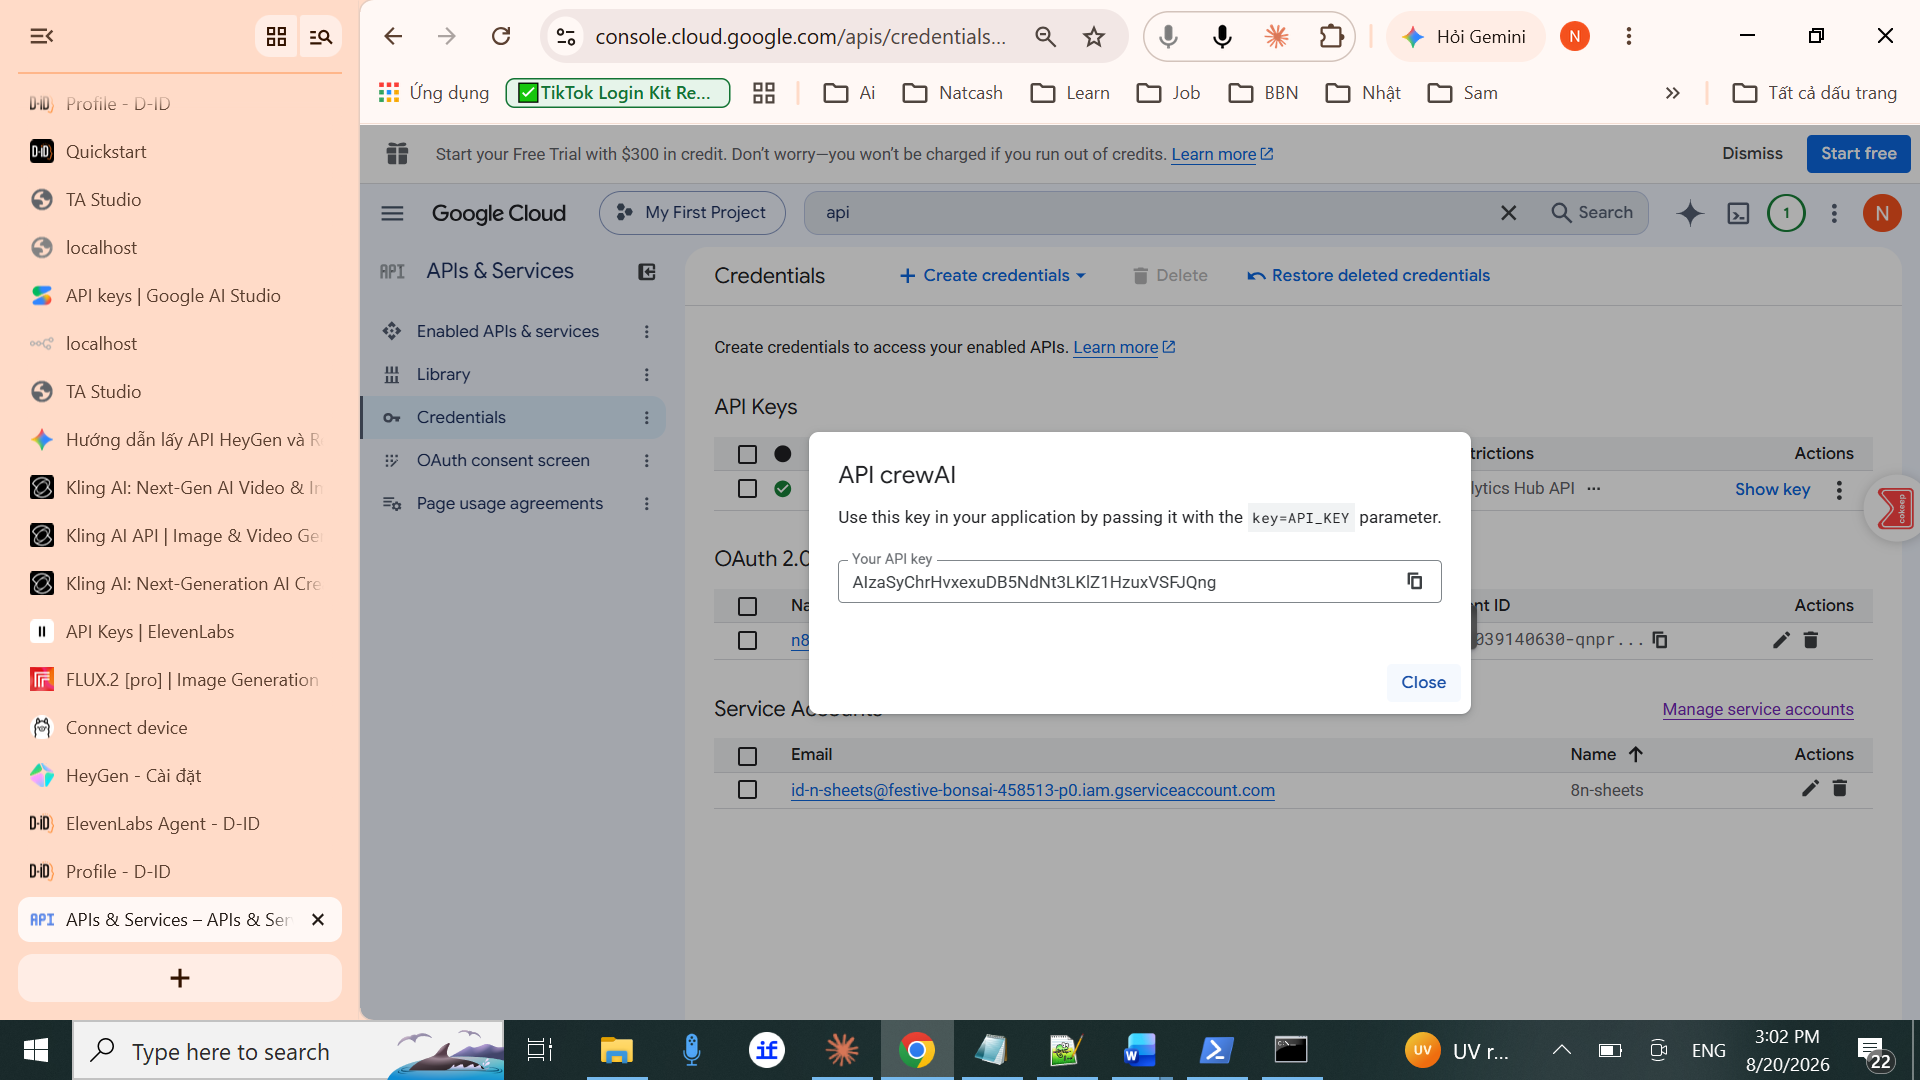 Profile - D-ID
Quickstart
TA Studio
localhost
API keys | Google AI Studio
localhost
TA Studio
Hướng dẫn lấy API HeyGen và R
Kling AI: Next-Gen AI Video & In
Kling AI API | Image & Video Ge
Kling AI: Next-Generation AI Cre
API Keys | ElevenLabs
FLUX.2 [pro] | Image Generation
Connect device
HeyGen - Cài đặt
ElevenLabs Agent - D-ID
Profile - D-ID
APIs & Services – APIs & Ser
console.cloud.google.com/apis/credentials...
Hỏi Gemini
N
Ứng dụng
TikTok Login Kit Re...
Ai
Natcash
Learn
Job
BBN
Nhật
Sam
Tất cả dấu trang
Start your Free Trial with $300 in credit. Don't worry—you won't be charged if you run out of credits. Learn more
Dismiss
Start free
Google Cloud
My First Project
api
Search
1
N
API APIs & Services
Enabled APIs & services
Library
Credentials
OAuth consent screen
Page usage agreements
Credentials
Create credentials
Delete
Restore deleted credentials
Create credentials to access your enabled APIs. Learn more
API Keys
trictions
Actions
lytics Hub API ...
Show key
API crewAI
Use this key in your application by passing it with the key=API_KEY parameter.
Your API key
AIzaSyChrHvxexuDB5NdNt3LKlZ1HzuxVSFJQng
Close
OAuth 2.0
Na
nt ID
Actions
n8
039140630-qnpr...
Service Accounts
Manage service accounts
Email
Name
Actions
id-n-sheets@festive-bonsai-458513-p0.iam.gserviceaccount.com
8n-sheets
cokeep
Type here to search
UV
UV r...
ENG
3:02 PM
8/20/2026
22